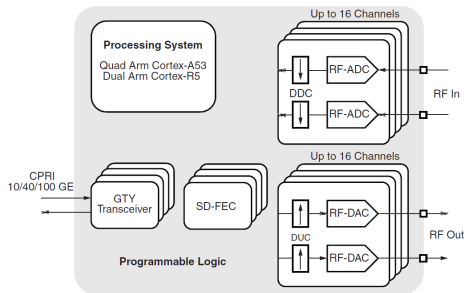 Up to 16 Channels
Processing System
Quad Arm Cortex-A53
Dual Arm Cortex-R5
RF-ADC
DDC
RF In
RF-ADC
Up to 16 Channels
CPRI
10/40/100 GE
GTY
Transceiver
SD-FEC
RF-DAC
DUC
RF Out
RF-DAC
Programmable Logic